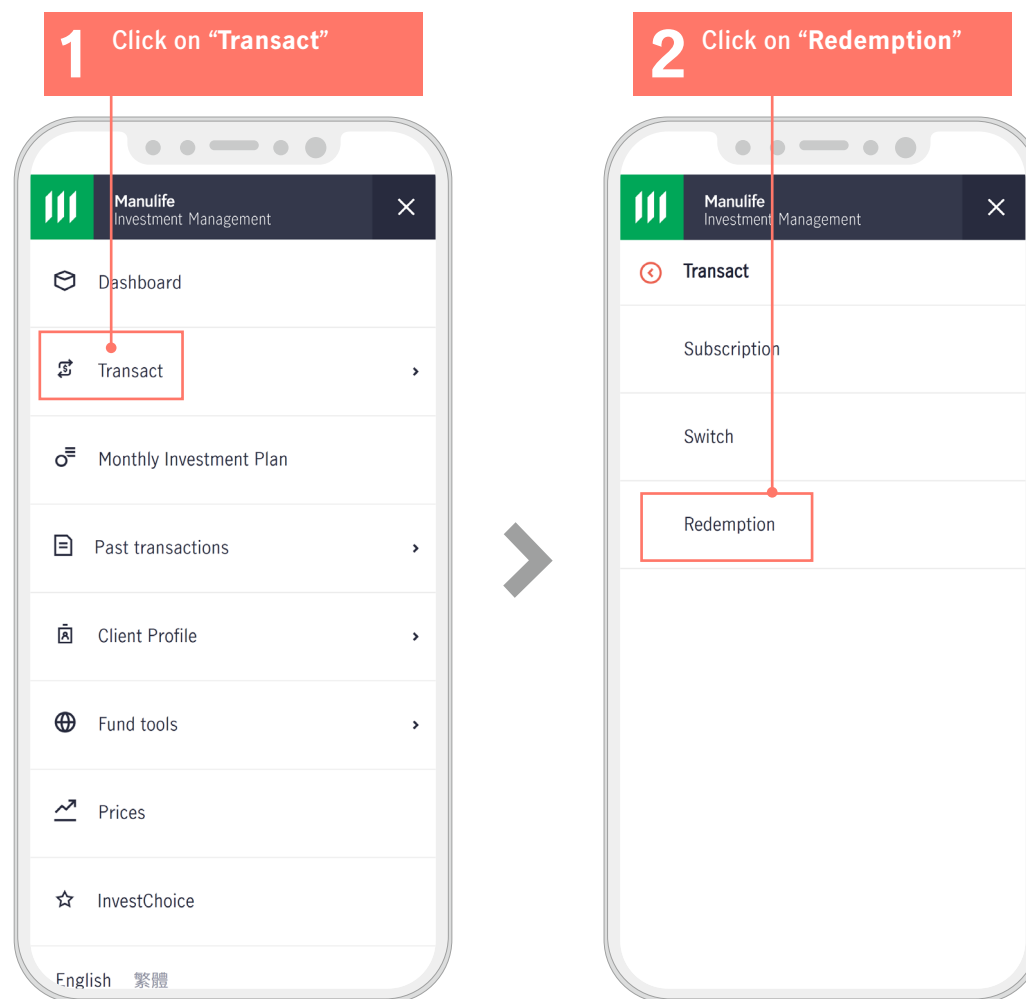 1 Click on “Transact”
Manulife
Investment Management
Dashboard
Transact
Monthly Investment Plan
Past transactions
Client Profile
Fund tools
Prices
InvestChoice
English 繁體
2 Click on “Redemption”
Manulife
Investment Management
Transact
Subscription
Switch
Redemption